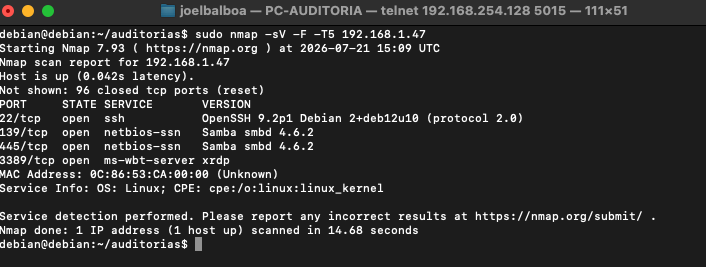 joelbalboa — PC-AUDITORIA — telnet 192.168.254.128 5015 — 111×51
debian@debian:~/auditorias$ sudo nmap -sV -F -T5 192.168.1.47
Starting Nmap 7.93 ( https://nmap.org ) at 2026-07-21 15:09 UTC
Nmap scan report for 192.168.1.47
Host is up (0.042s latency).
Not shown: 96 closed tcp ports (reset)
PORT     STATE SERVICE       VERSION
22/tcp   open  ssh           OpenSSH 9.2p1 Debian 2+deb12u10 (protocol 2.0)
139/tcp  open  netbios-ssn   Samba smbd 4.6.2
445/tcp  open  netbios-ssn   Samba smbd 4.6.2
3389/tcp open  ms-wbt-server xrdp
MAC Address: 0C:86:53:CA:00:00 (Unknown)
Service Info: OS: Linux; CPE: cpe:/o:linux:linux_kernel
Service detection performed. Please report any incorrect results at https://nmap.org/submit/ .
Nmap done: 1 IP address (1 host up) scanned in 14.68 seconds
debian@debian:~/auditorias$